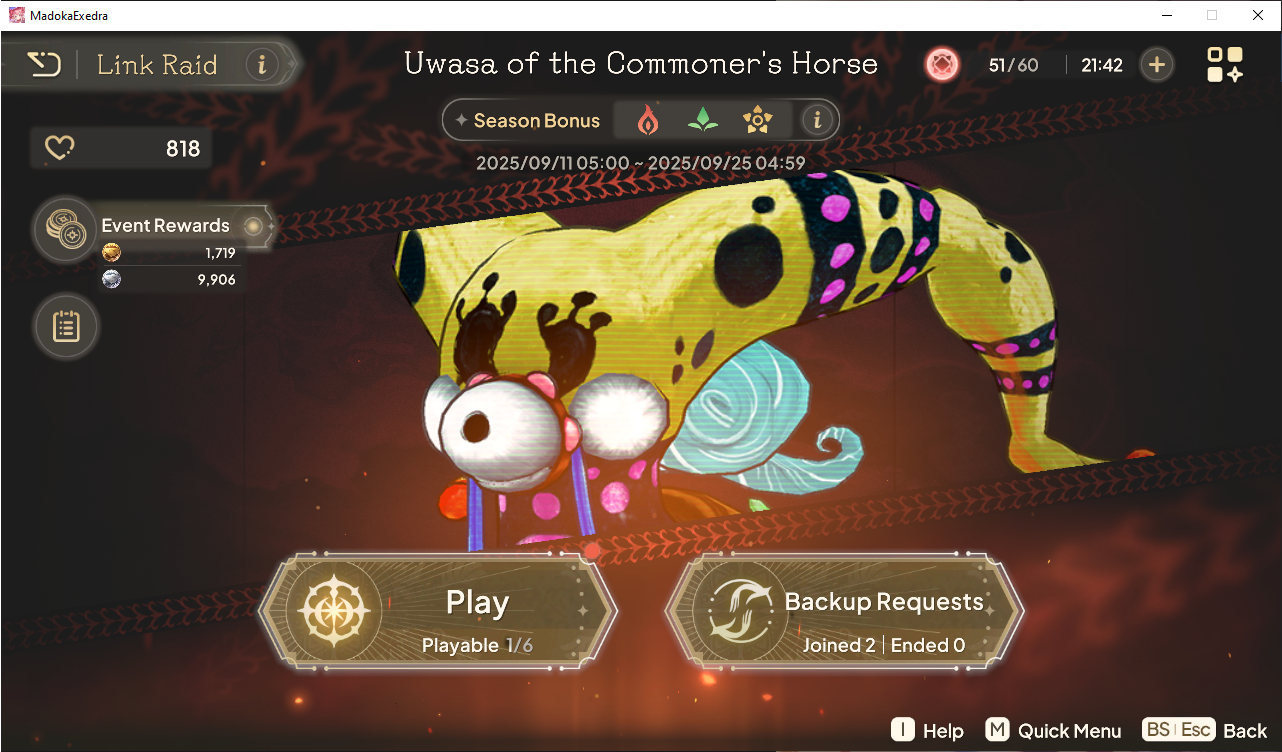 MadokaExedra
Link Raid
i
Uwasa of the Commoner's Horse
51/60
21:42
Season Bonus
i
2025/09/11 05:00 ~ 2025/09/25 04:59
818
Event Rewards
1,719
9,906
Play
Playable 1/6
Backup Requests
Joined 2 | Ended 0
I Help
M Quick Menu
BS | Esc Back